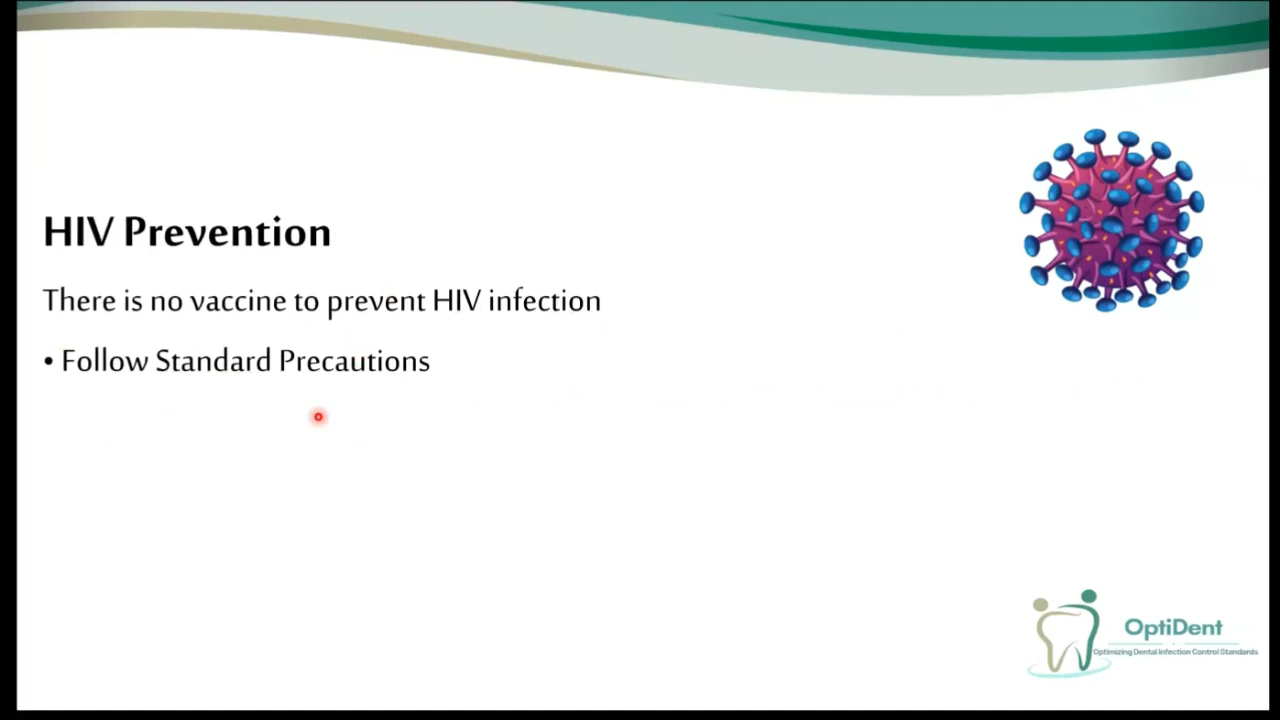 HIV Prevention
There is no vaccine to prevent HIV infection
• Follow Standard Precautions
OptiDent
Optimizing Dental Infection Control Standards